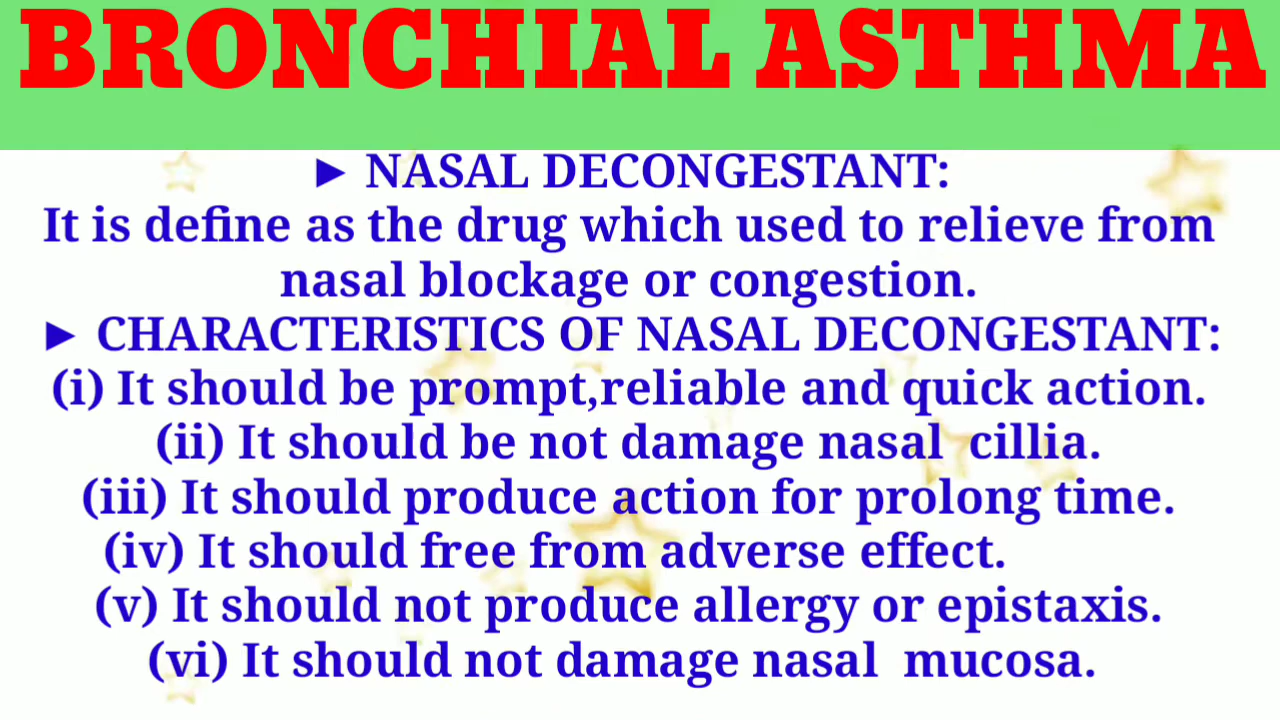 BRONCHIAL ASTHMA
► NASAL DECONGESTANT:
It is define as the drug which used to relieve from
nasal blockage or congestion.
► CHARACTERISTICS OF NASAL DECONGESTANT:
(i) It should be prompt,reliable and quick action.
(ii) It should be not damage nasal  cillia.
(iii) It should produce action for prolong time.
(iv) It should free from adverse effect.
(v) It should not produce allergy or epistaxis.
(vi) It should not damage nasal  mucosa.